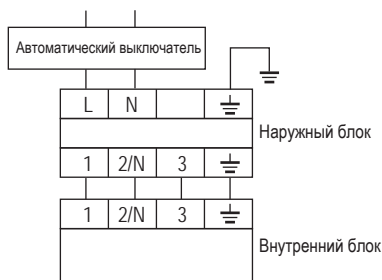 Автоматический выключатель
L N
Наружный блок
1 2/N 3
1 2/N 3
Внутренний блок